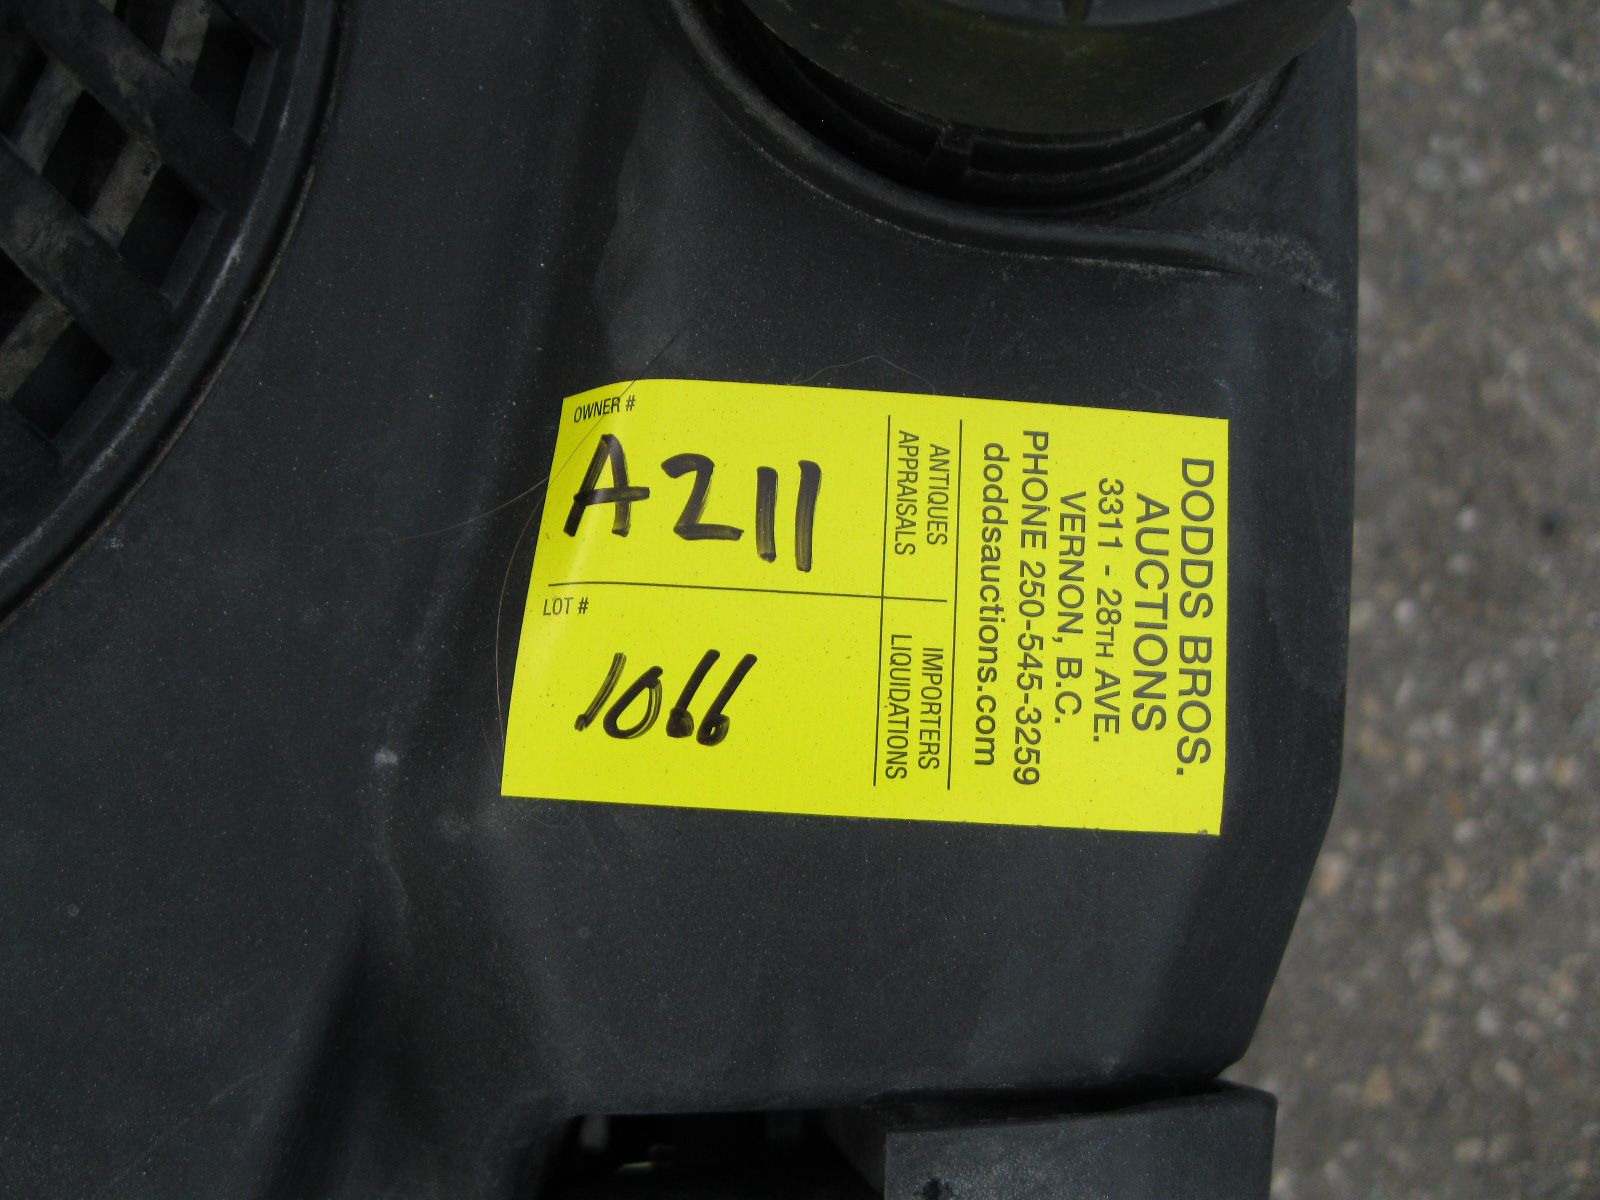 DODDS BROS.
AUCTIONS
3311 - 28TH AVE.
VERNON, B.C.
PHONE 250-545-3259
doddsauctions.com
ANTIQUES
APPRAISALS
IMPORTERS
LIQUIDATIONS
OWNER #
A211
LOT #
1066